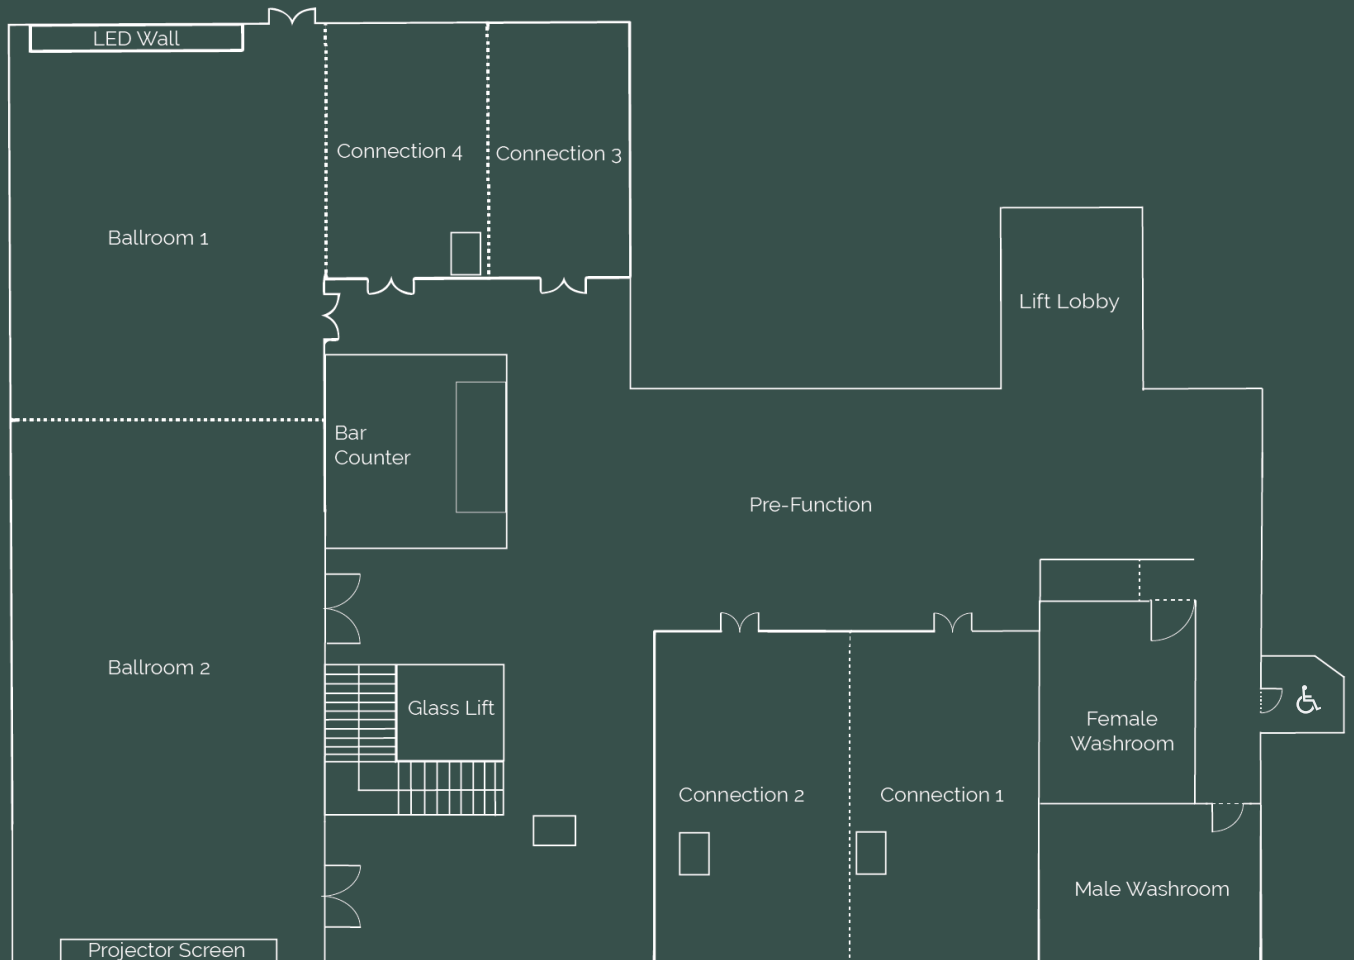 LED Wall
Connection 4
Connection 3
Ballroom 1
Lift Lobby
Bar
Counter
Pre-Function
Ballroom 2
Glass Lift
Female
Washroom
Connection 2
Connection 1
Male Washroom
Projector Screen